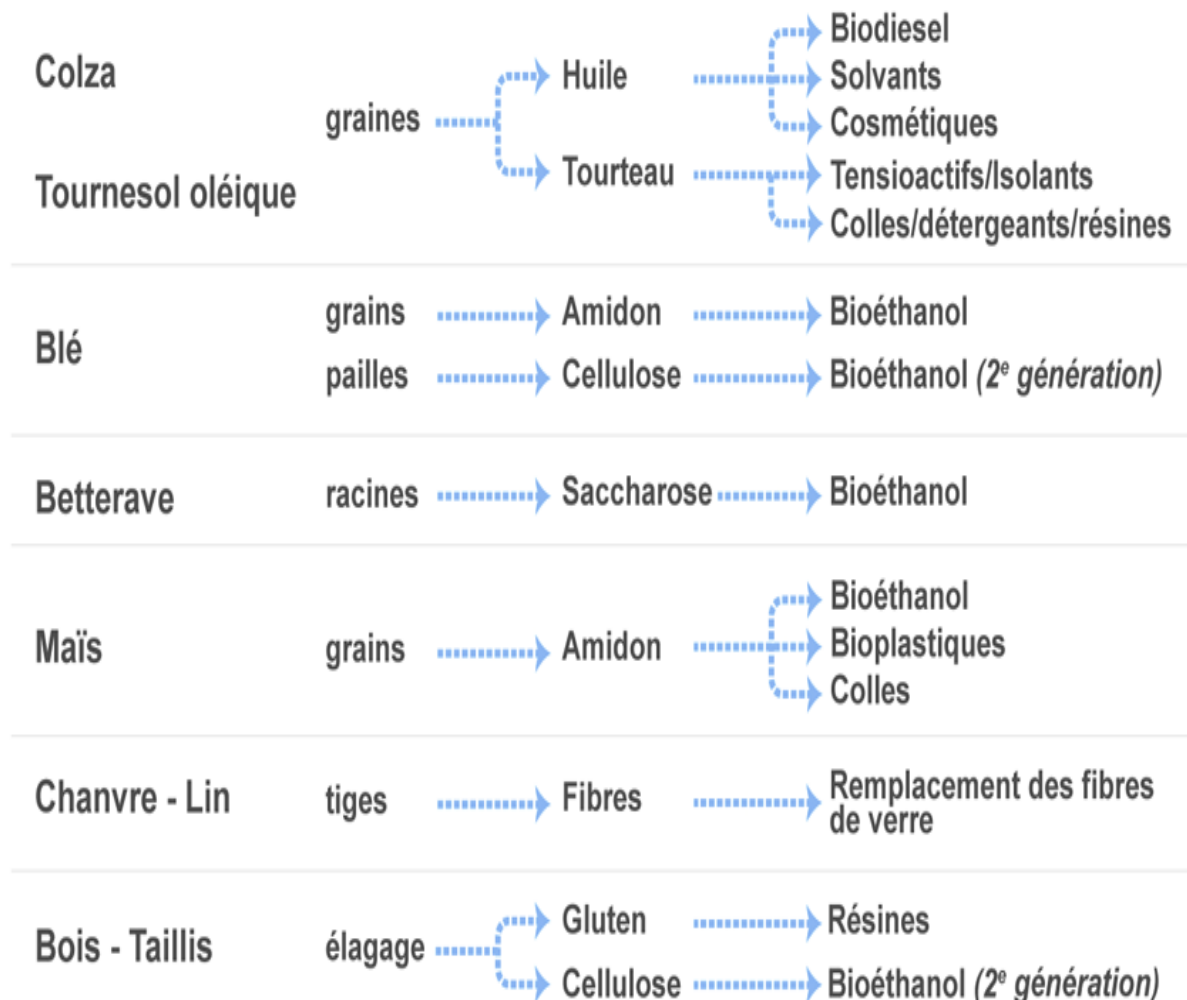 Colza
Tournesol oléique
graines
Huile
Tourteau
Biodiesel
Solvants
Cosmétiques
Tensioactifs/Isolants
Colles/détergeants/résines
Blé
grains
Amidon
Bioéthanol
pailles
Cellulose
Bioéthanol (2e génération)
Betterave
racines
Saccharose
Bioéthanol
Maïs
grains
Amidon
Bioéthanol
Bioplastiques
Colles
Chanvre - Lin
tiges
Fibres
Remplacement des fibres
de verre
Bois - Taillis
élagage
Gluten
Résines
Cellulose
Bioéthanol (2e génération)